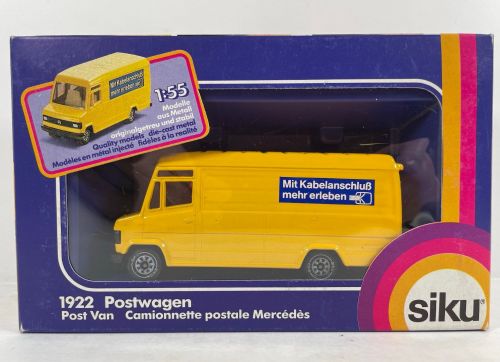 1:55
Modelle
aus Metall
originalgetreu und stabil
Quality models die-cast metal
Modèles en métal injecté fidèles à la réalité
Mit Kabelanschluß
mehr erleben
Mit Kabelanschluß
mehr erleben
1922 Postwagen
Post Van Camionnette postale Mercédès
siku